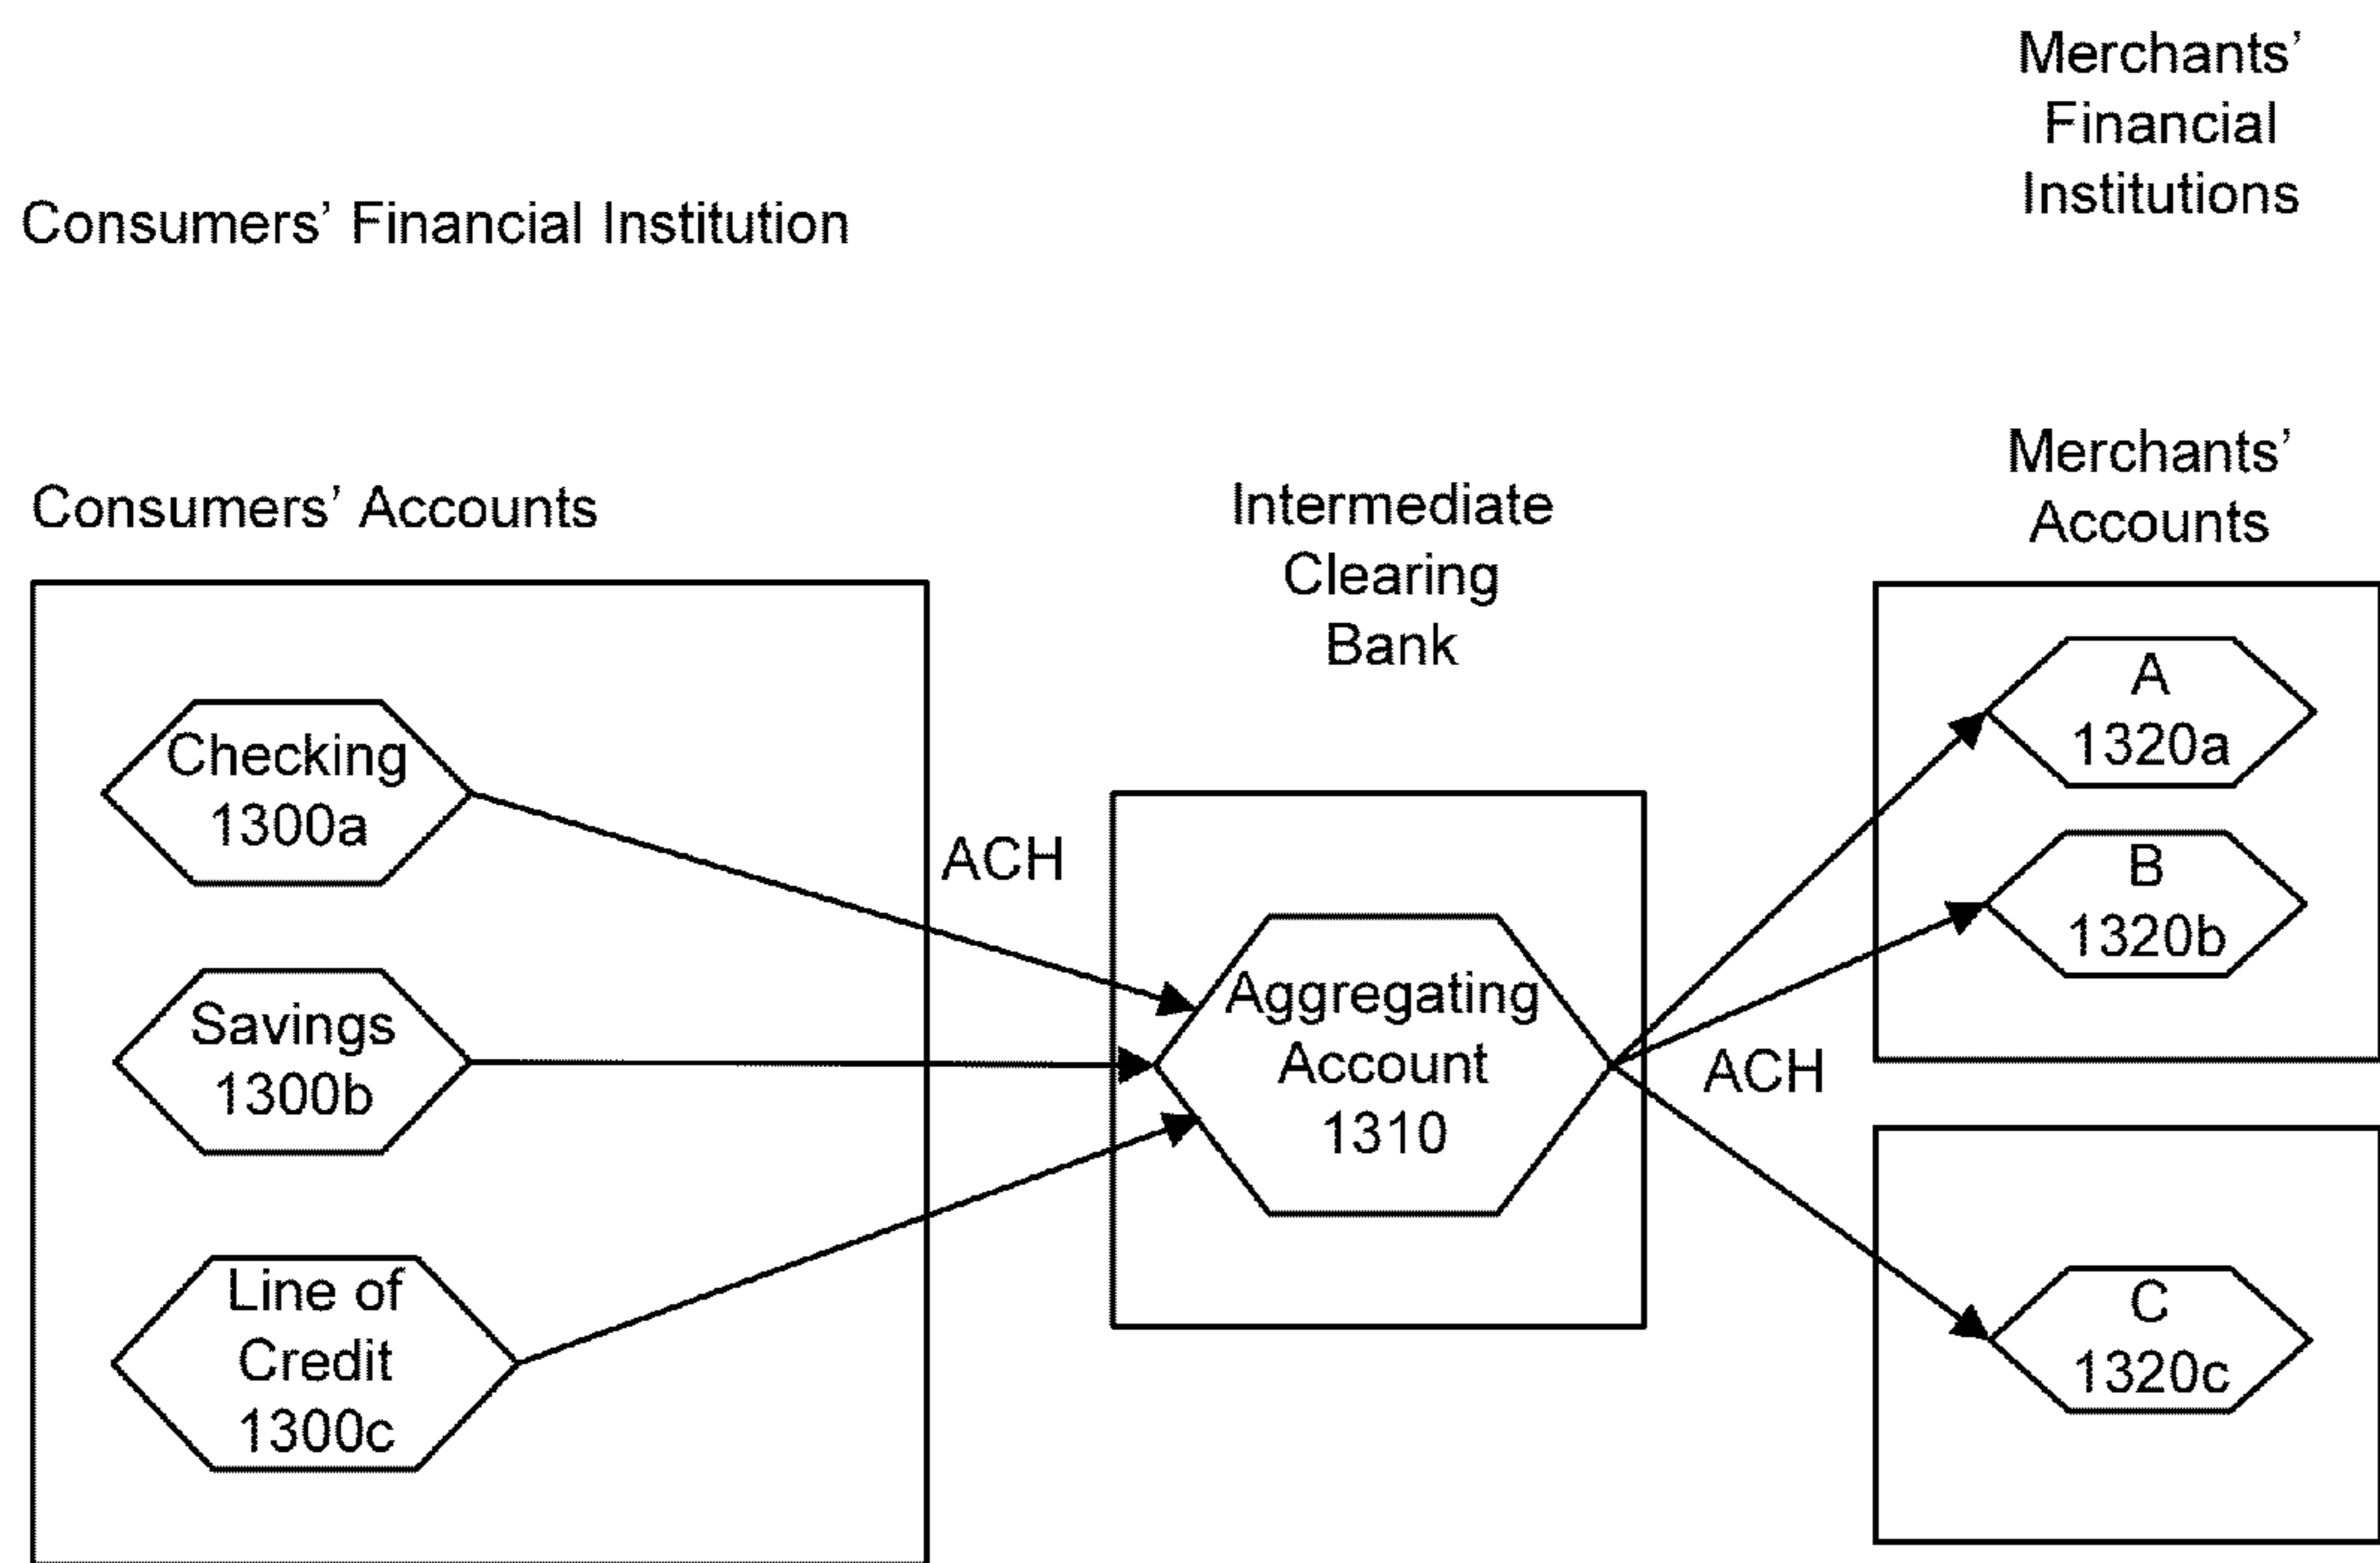 Merchants’
Financial
Institutions
Consumers’ Financial Institution
Consumers’ Accounts
Intermediate
Clearing
Bank
Merchants’
Accounts
Checking
1300a
Savings
1300b
Line of
Credit
1300c
ACH
Aggregating
Account
1310
ACH
A
1320a
B
1320b
C
1320c